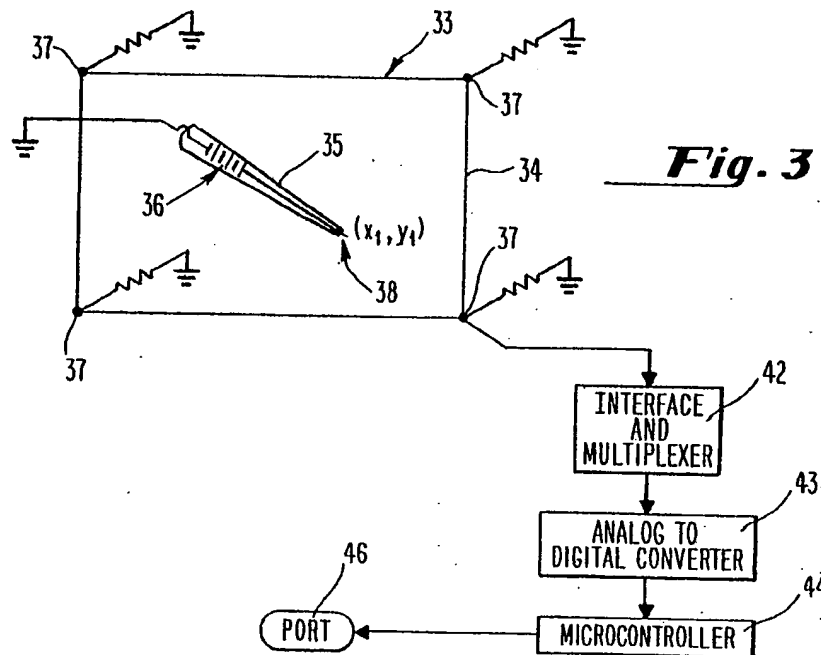 33
37
37
35
34
Fig. 3
36
(x₁, y₁)
38
37
37
42
INTERFACE
AND
MULTIPLEXER
43
ANALOG TO
DIGITAL CONVERTER
46
44
PORT
MICROCONTROLLER